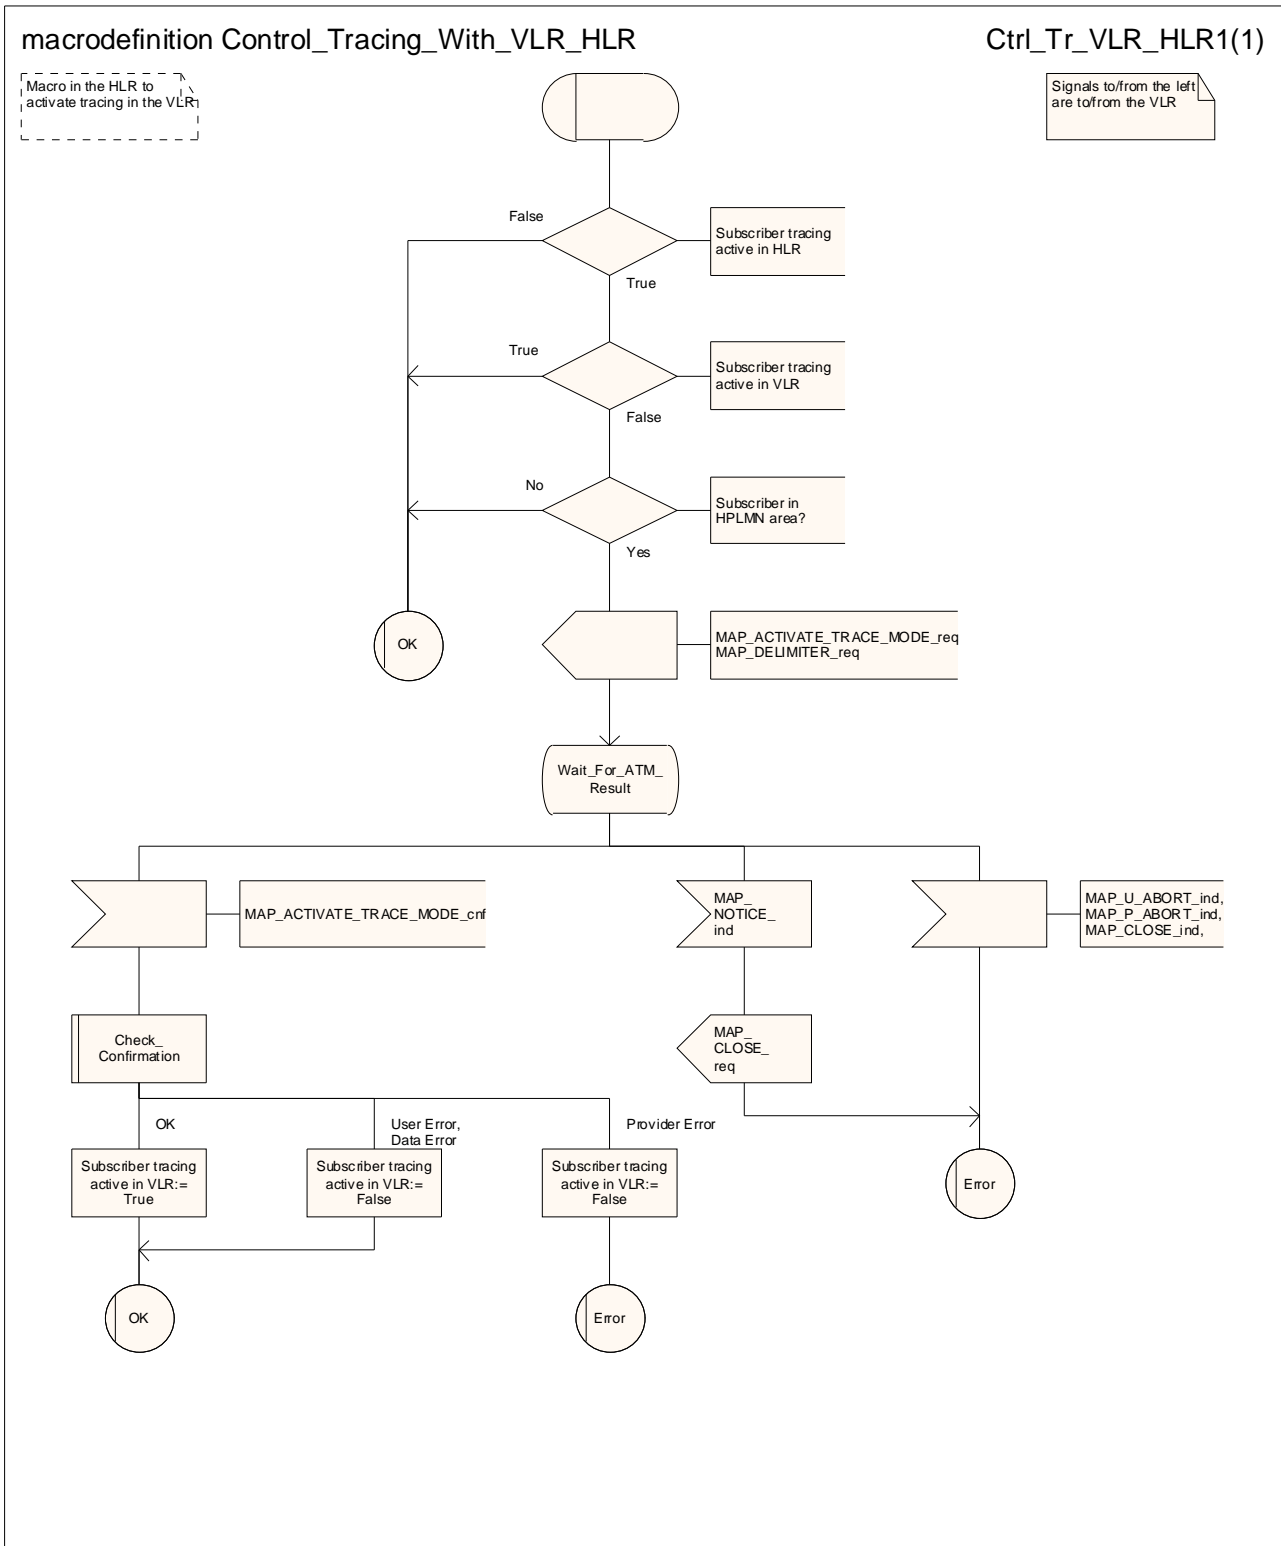 macrodefinition Control_Tracing_With_VLR_HLR
Ctrl_Tr_VLR_HLR1(1)
Macro in the HLR to
activate tracing in the VLR
Signals to/from the left
are to/from the VLR
False
Subscriber tracing
active in HLR
True
True
Subscriber tracing
active in VLR
False
No
Subscriber in
HPLMN area?
Yes
OK
MAP_ACTIVATE_TRACE_MODE_req
MAP_DELIMITER_req
Wait_For_ATM_
Result
MAP_ACTIVATE_TRACE_MODE_cnf
MAP_
NOTICE_
ind
MAP_U_ABORT_ind,
MAP_P_ABORT_ind,
MAP_CLOSE_ind,
Check_
Confirmation
MAP_
CLOSE_
req
OK
User Error,
Data Error
Provider Error
Subscriber tracing
active in VLR:=
True
Subscriber tracing
active in VLR:=
False
Subscriber tracing
active in VLR:=
False
Error
OK
Error